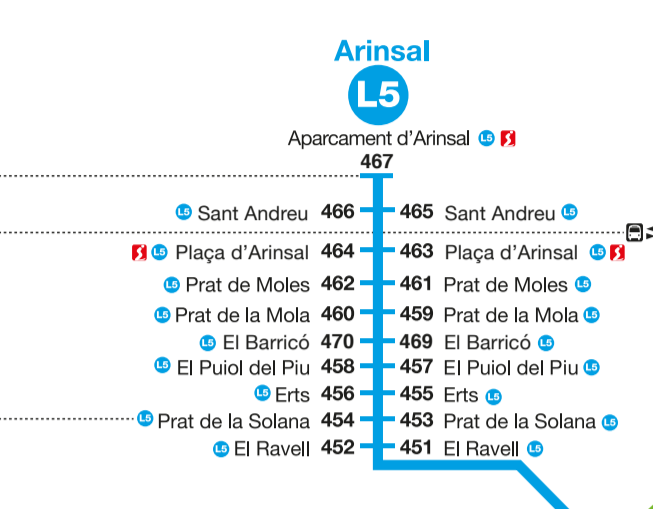 Arinsal
L5
Aparcament d'Arinsal L5
467
L5 Sant Andreu 466 465 Sant Andreu L5
L5 Plaça d'Arinsal 464 463 Plaça d'Arinsal L5
L5 Prat de Moles 462 461 Prat de Moles L5
L5 Prat de la Mola 460 459 Prat de la Mola L5
L5 El Barricó 470 469 El Barricó L5
L5 El Puiol del Piu 458 457 El Puiol del Piu L5
L5 Erts 456 455 Erts L5
L5 Prat de la Solana 454 453 Prat de la Solana L5
L5 El Ravell 452 451 El Ravell L5